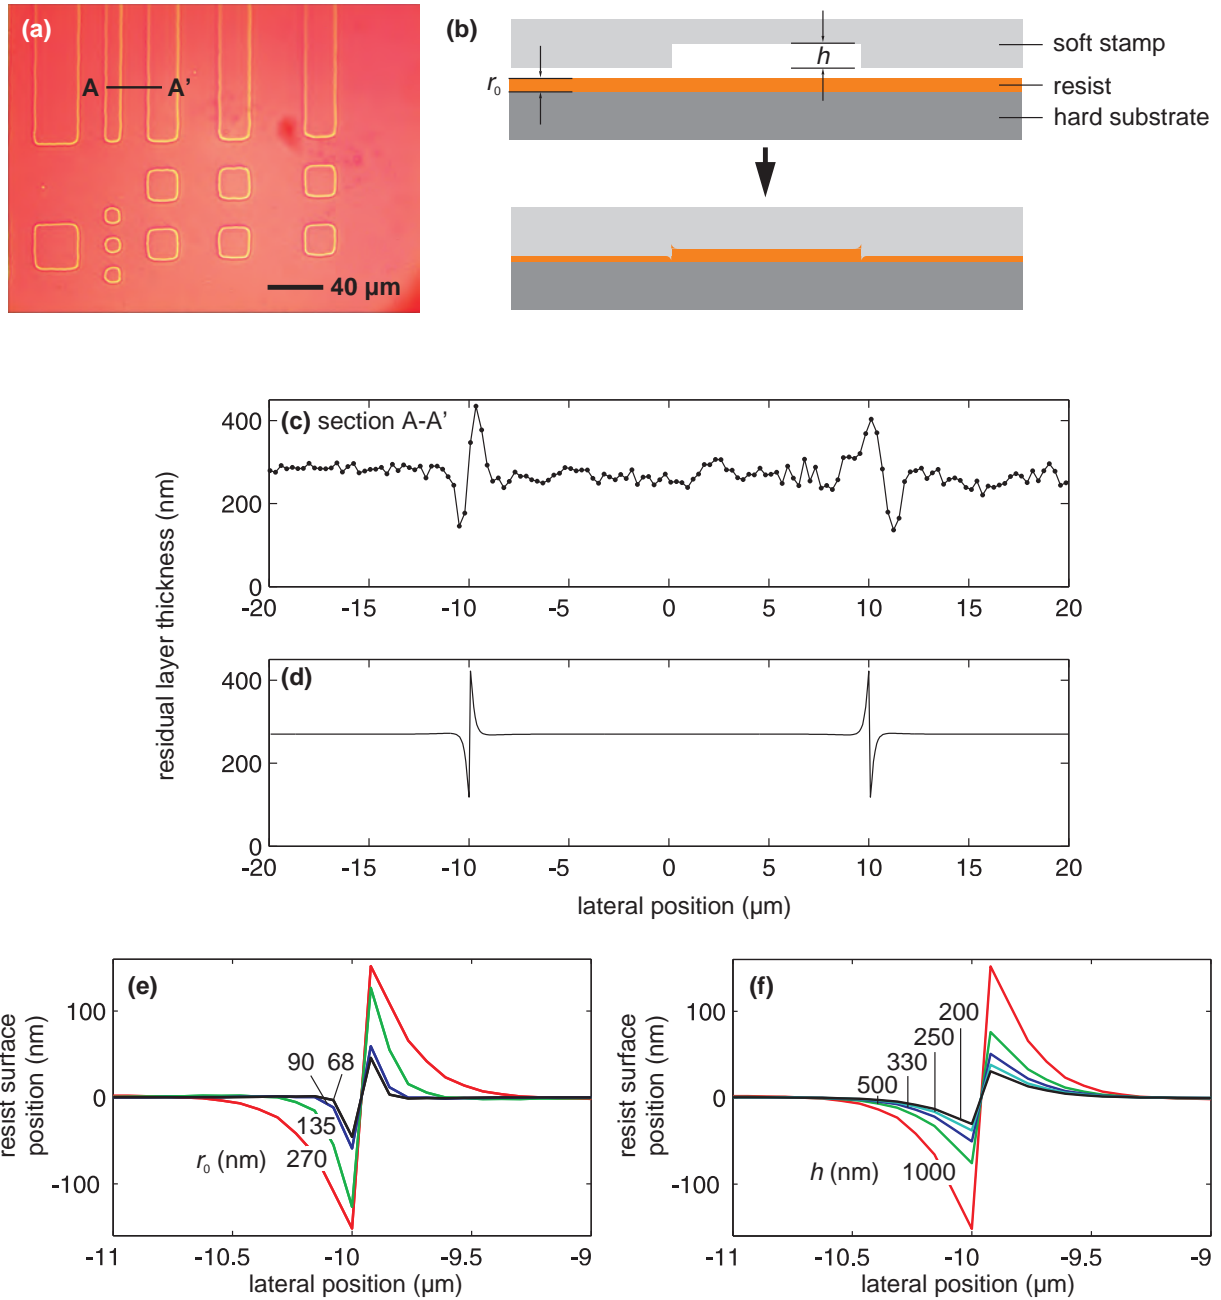 (a)
A
A'
40 µm
(b)
h
r₀
soft stamp
resist
hard substrate
residual layer thickness (nm)
(c) section A-A'
400
200
0
-20 -15 -10 -5 0 5 10 15 20
(d)
400
200
0
-20 -15 -10 -5 0 5 10 15 20
lateral position (µm)
(e)
resist surface
position (nm)
100
0
-100
90 68
135
r₀ (nm) 270
-11 -10.5 -10 -9.5 -9
lateral position (µm)
(f)
resist surface
position (nm)
100
0
-100
200
250
330
500
h (nm) 1000
-11 -10.5 -10 -9.5 -9
lateral position (µm)